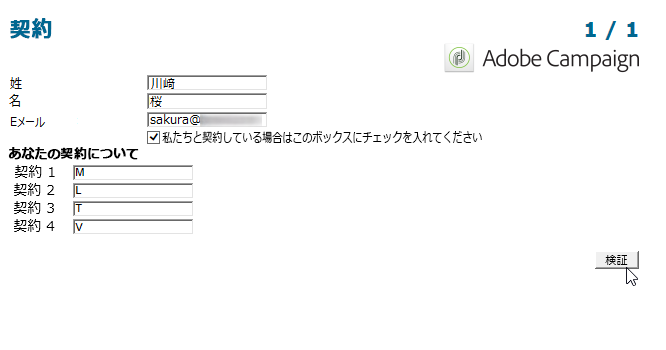 契約 1 / 1
Adobe Campaign
姓 川﨑
名 桜
Eメール sakura@
私たちと契約している場合はこのボックスにチェックを入れてください
あなたの契約について
契約 1 M
契約 2 L
契約 3 T
契約 4 V
検証